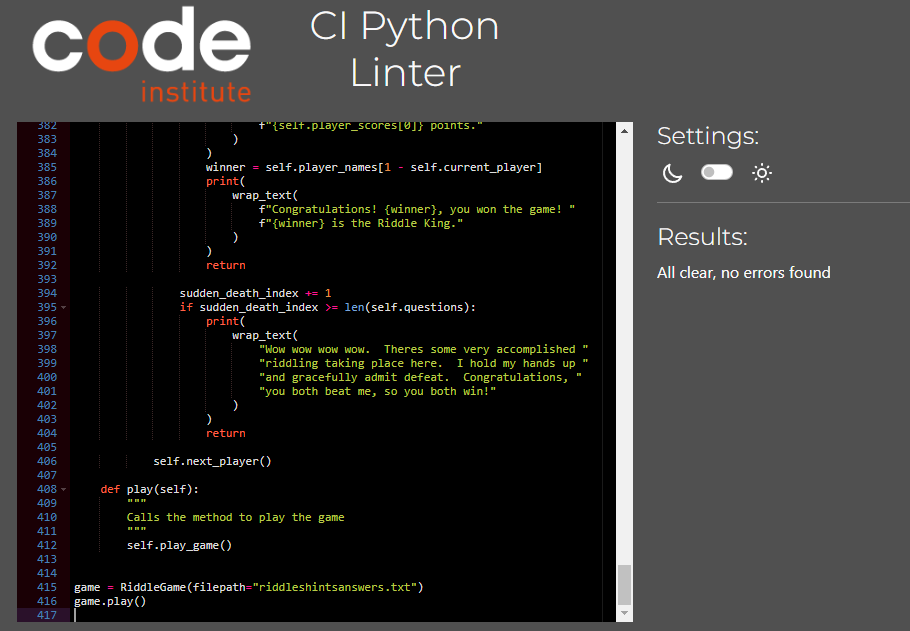 code
institute
CI Python
Linter
382 f"{self.player_scores[0]} points."
383 )
384 )
385 winner = self.player_names[1 - self.current_player]
386 print(
387 wrap_text(
388 f"Congratulations! {winner}, you won the game! "
389 f"{winner} is the Riddle King."
390 )
391 )
392 return
393
394 sudden_death_index += 1
395 if sudden_death_index >= len(self.questions):
396 print(
397 wrap_text(
398 "Wow wow wow wow.  Theres some very accomplished "
399 "riddling taking place here.  I hold my hands up "
400 "and gracefully admit defeat.  Congratulations, "
401 "you both beat me, so you both win!"
402 )
403 )
404 return
405
406 self.next_player()
407
408 def play(self):
409 """
410 Calls the method to play the game
411 """
412 self.play_game()
413
414
415 game = RiddleGame(filepath="riddleshintsanswers.txt")
416 game.play()
417
Settings:
Results:
All clear, no errors found